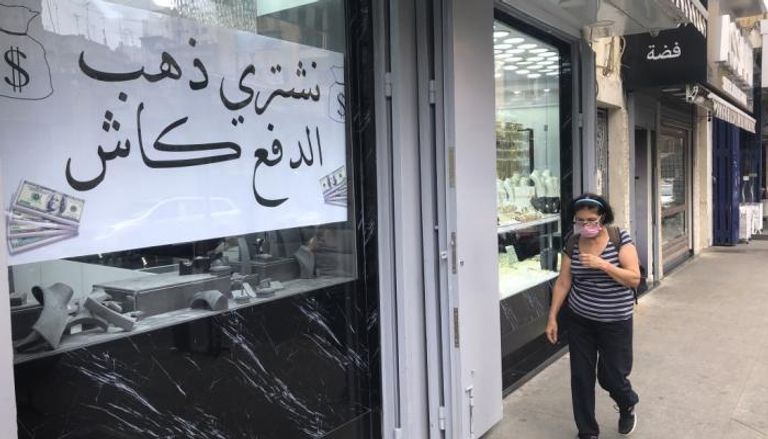 نشتري ذهب
الدفع كاش
فضة
$
$